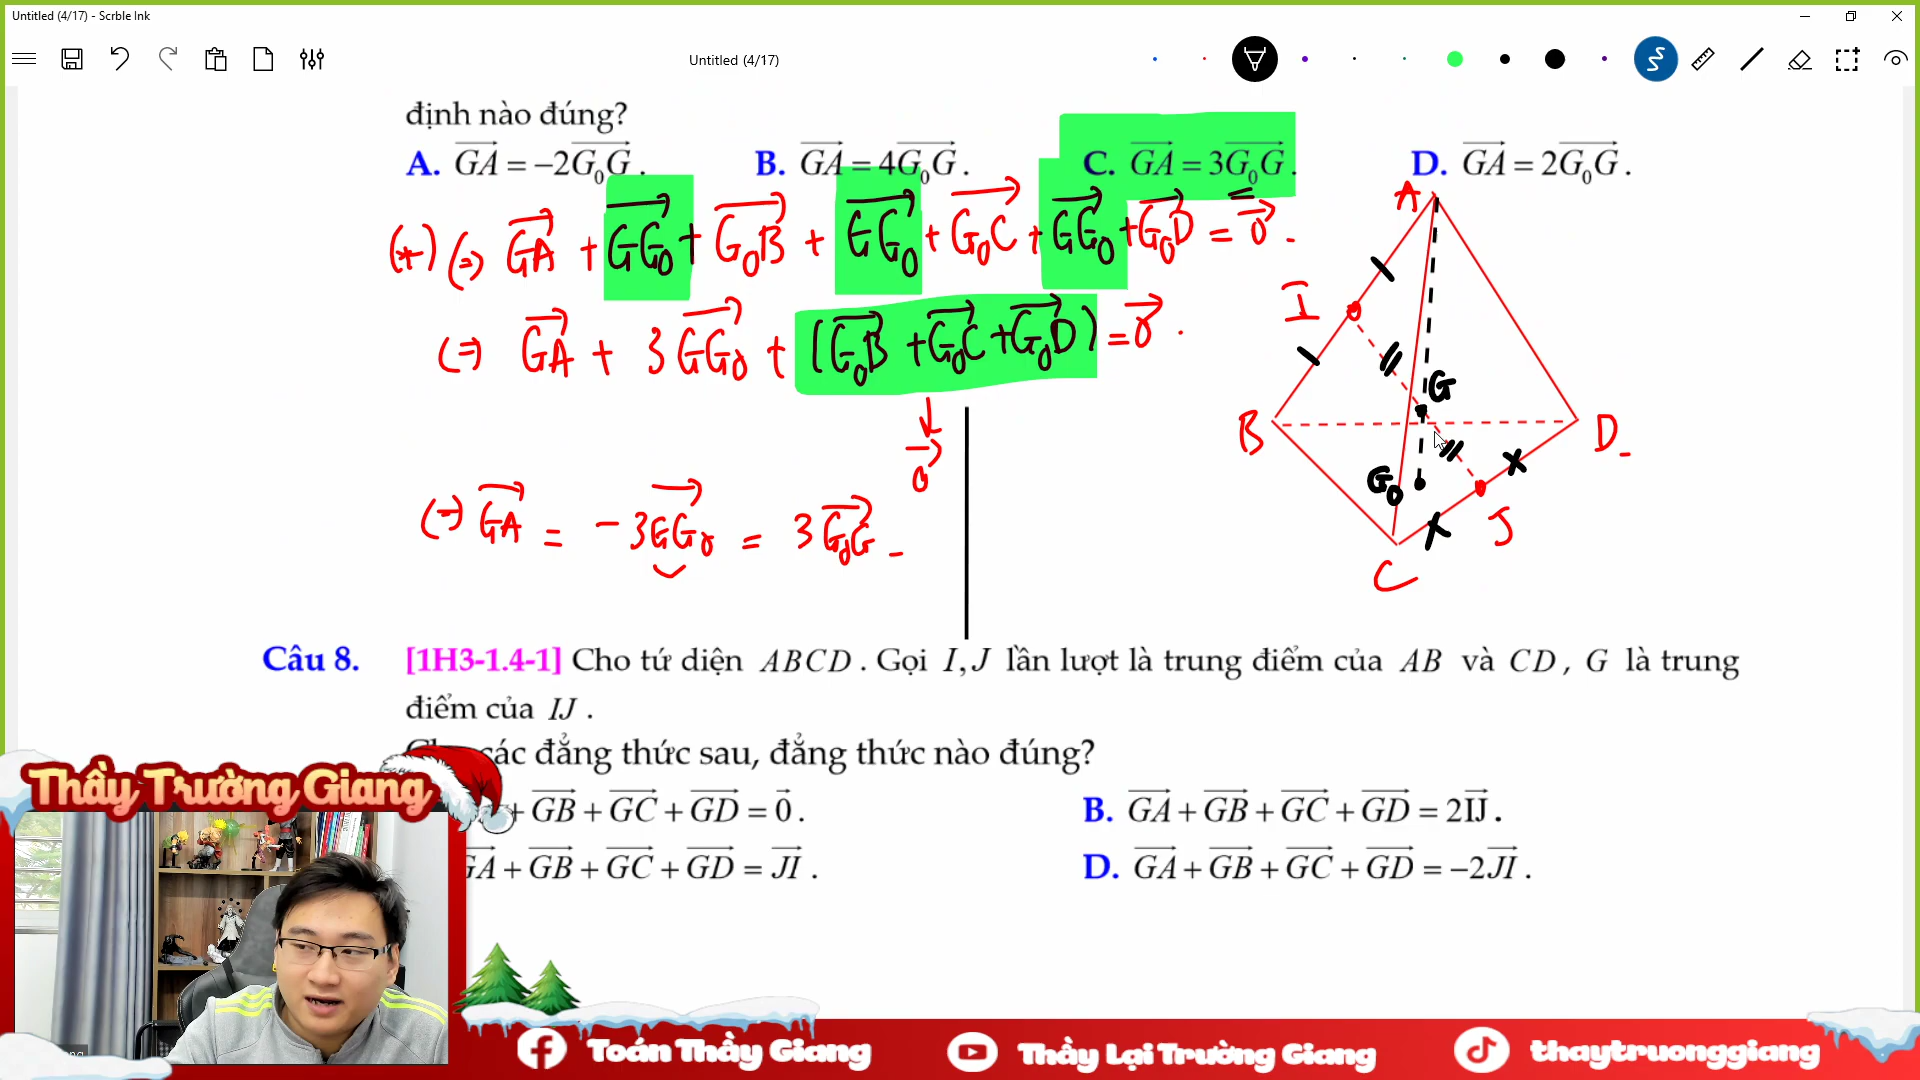 Untitled (4/17) - Scrble Ink
Untitled (4/17)
định nào đúng?
A. GA = −2G₀G . B. GA = 4G₀G . C. GA = 3G₀G . D. GA = 2G₀G .
(*) (=) GA + GG₀ + G₀B + GG₀ + G₀C + GG₀ + G₀D = 0 .
(=) GA + 3GG₀ + (G₀B + G₀C + G₀D) = 0 .
0
(=) GA = −3GG₀ = 3G₀G
A
I
G
B
D
G₀
J
C
Câu 8. [1H3-1.4-1] Cho tứ diện ABCD . Gọi I,J lần lượt là trung điểm của AB và CD, G là trung
điểm của IJ .
các đẳng thức sau, đẳng thức nào đúng?
+ GB + GC + GD = 0 . B. GA + GB + GC + GD = 2IJ .
GA + GB + GC + GD = JI . D. GA + GB + GC + GD = −2JI .
Thầy Trường Giang
Toán Thầy Giang
Thầy Lại Trường Giang
thaytruonggiang